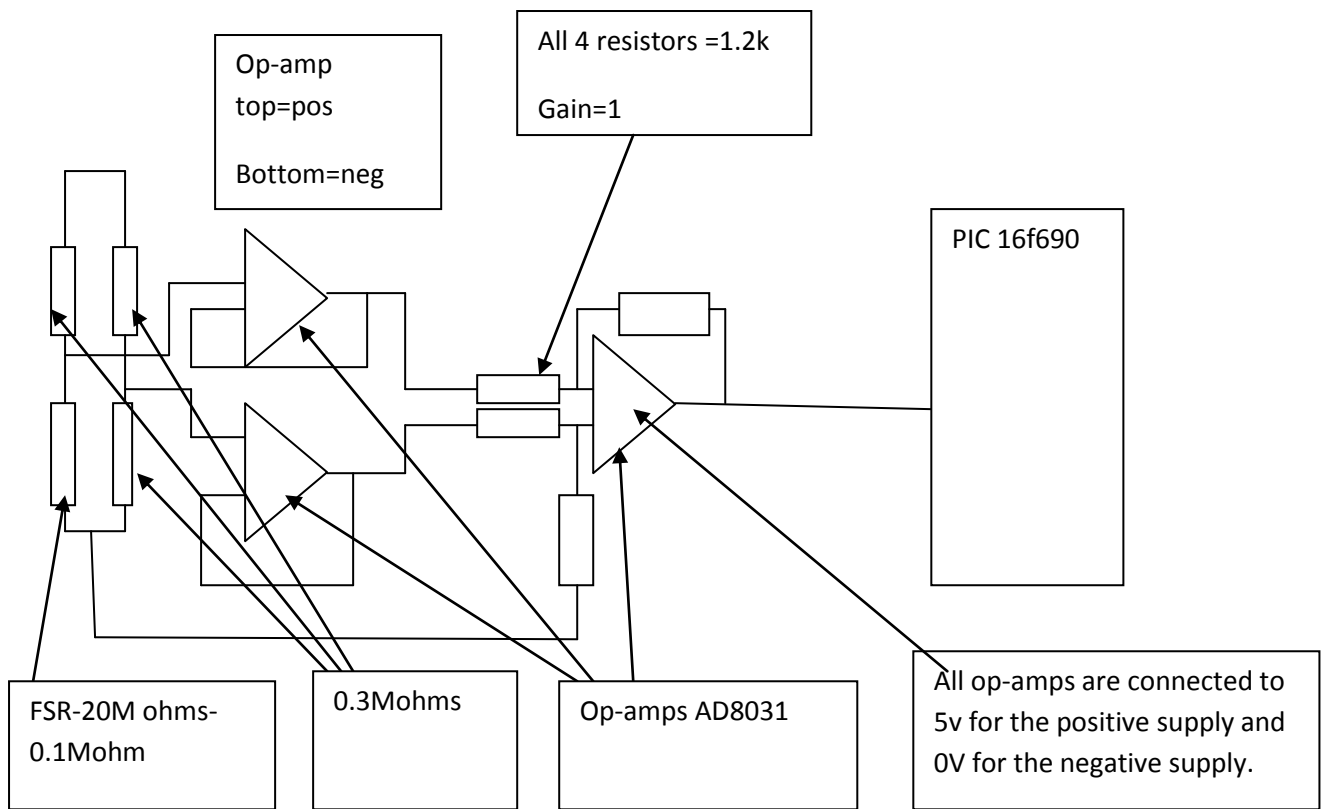 Op-amp
top=pos
Bottom=neg
All 4 resistors =1.2k
Gain=1
PIC 16f690
FSR-20M ohms-
0.1Mohm
0.3Mohms
Op-amps AD8031
All op-amps are connected to
5v for the positive supply and
0V for the negative supply.